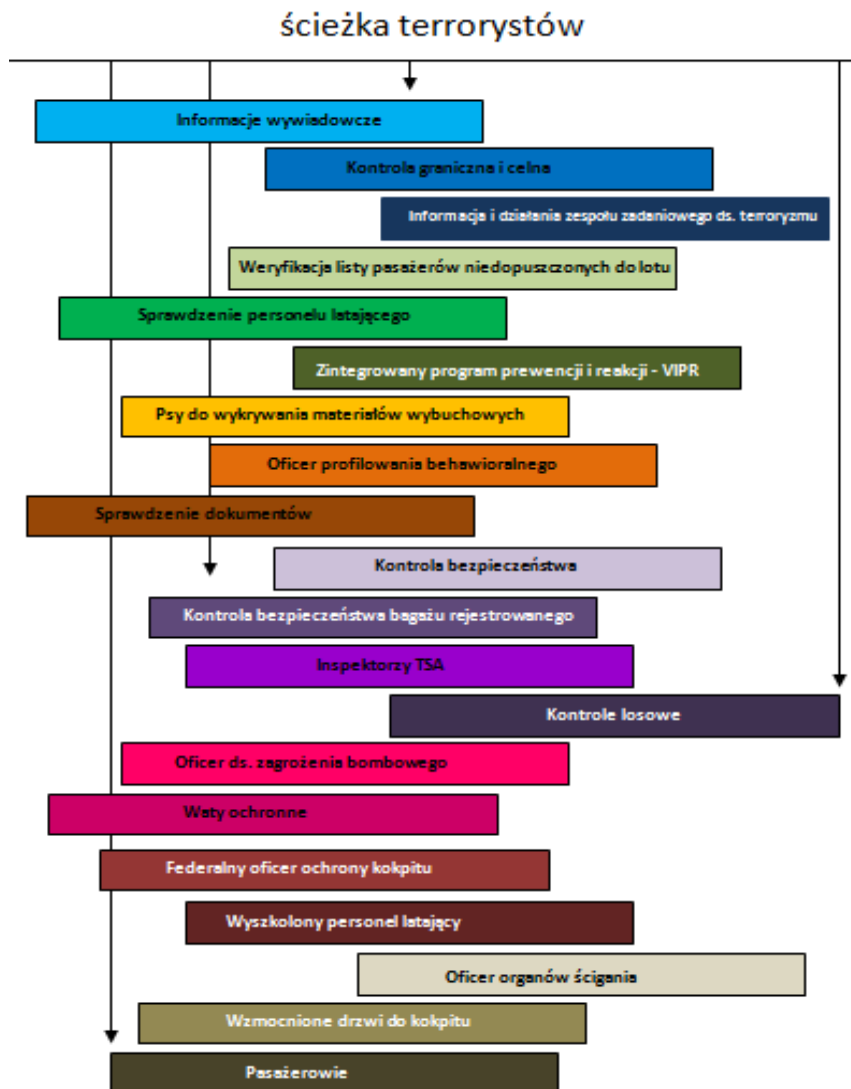 ścieżka terrorystów
Informacje wywiadowcze
Kontrola graniczna i celna
Informacja i działania zespołu zadaniowego ds. terroryzmu
Weryfikacja listy pasażerów niedopuszczonych do lotu
Sprawdzenie personelu latającego
Zintegrowany program prewencji i reakcji - VIPR
Psy do wykrywania materiałów wybuchowych
Oficer profilowania behawioralnego
Sprawdzenie dokumentów
Kontrola bezpieczeństwa
Kontrola bezpieczeństwa bagażu rejestrowanego
Inspektorzy TSA
Kontrole losowe
Oficer ds. zagrożenia bombowego
Waty ochronne
Federalny oficer ochrony kokpitu
Wyszkolony personel latający
Oficer organów ścigania
Wzmocnione drzwi do kokpitu
Pasażerowie